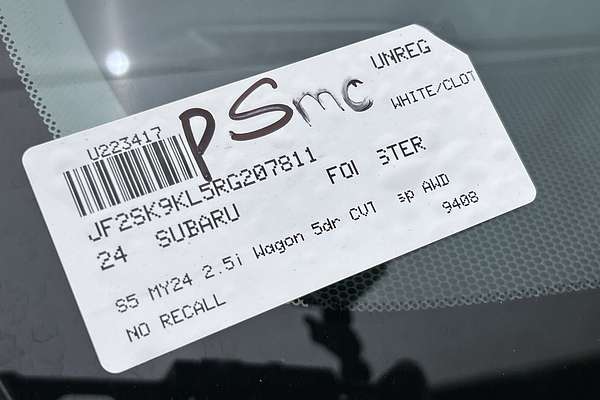 UNREG
PSmc
U223417
WHITE/CLOT
JF2SK9KL5RG207811
24 SUBARU FOI STER
S5 MY24 2.5i Wagon 5dr CVT sp AWD
NO RECALL 9408